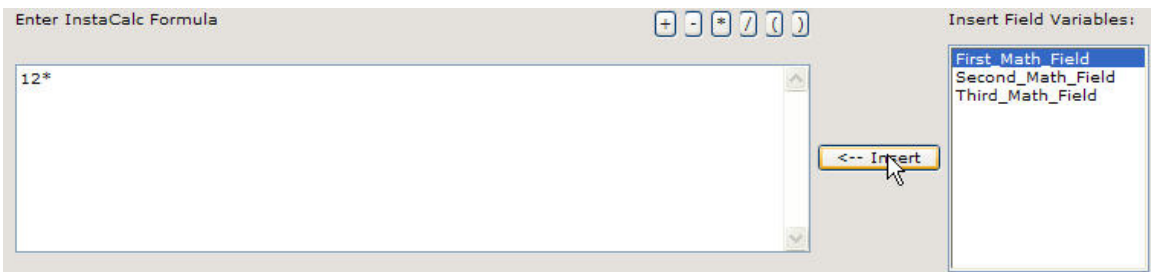 Enter InstaCalc Formula
+ - * / ( )
Insert Field Variables:
12*
First_Math_Field
Second_Math_Field
Third_Math_Field
<-- Insert